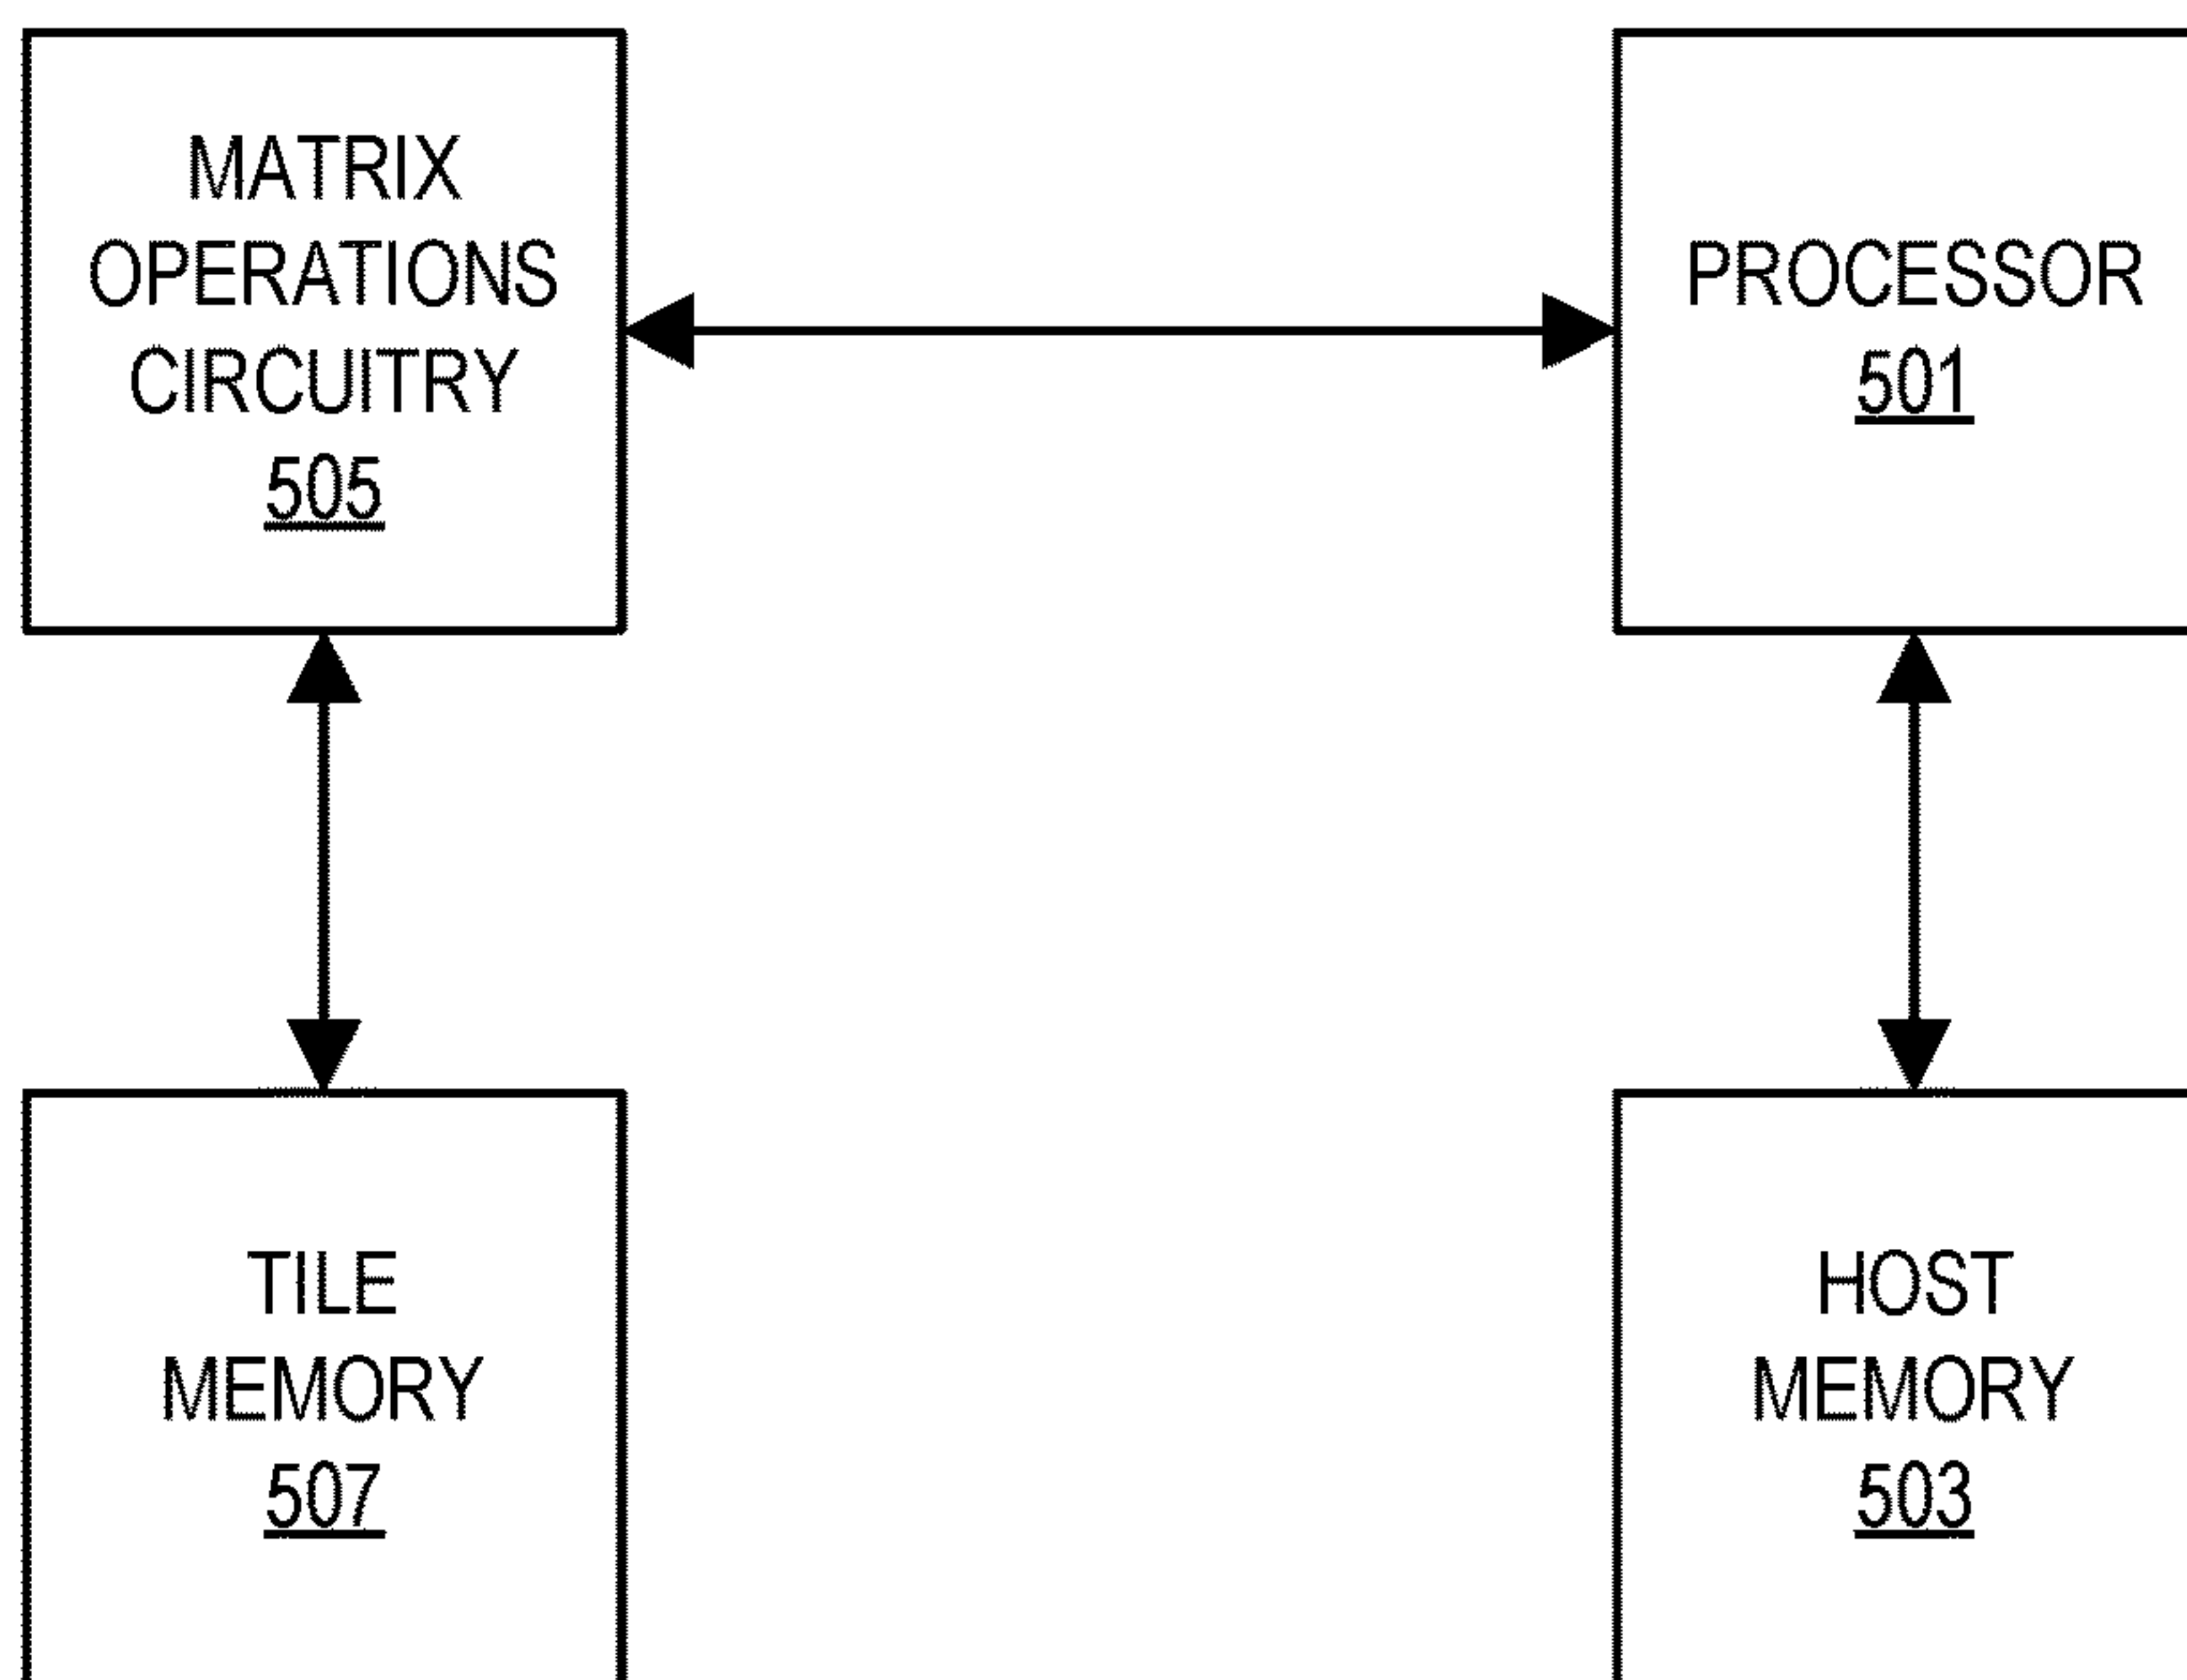 MATRIX
OPERATIONS
CIRCUITRY
505
PROCESSOR
501
TILE
MEMORY
507
HOST
MEMORY
503